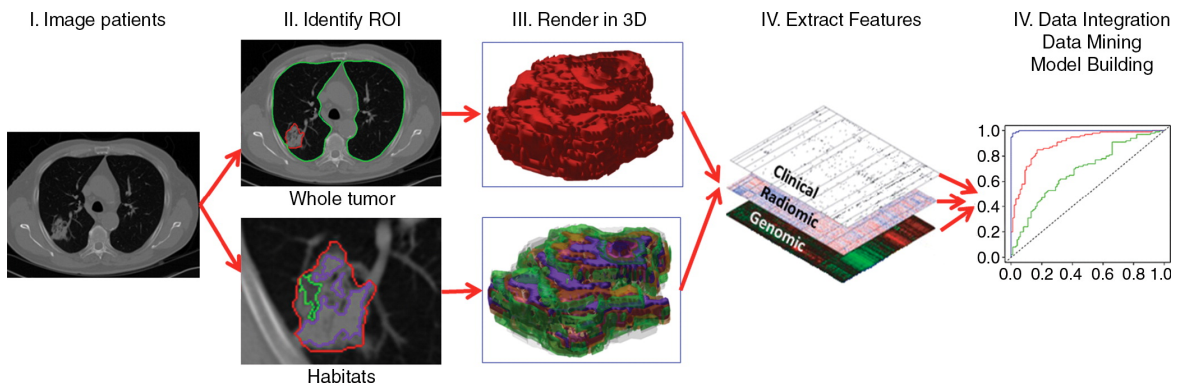 I. Image patients
II. Identify ROI
III. Render in 3D
IV. Extract Features
IV. Data Integration
Data Mining
Model Building
Whole tumor
Habitats
Clinical
Radiomic
Genomic
1.0
0.8
0.6
0.4
0.2
0.0
0.0 0.2 0.4 0.6 0.8 1.0